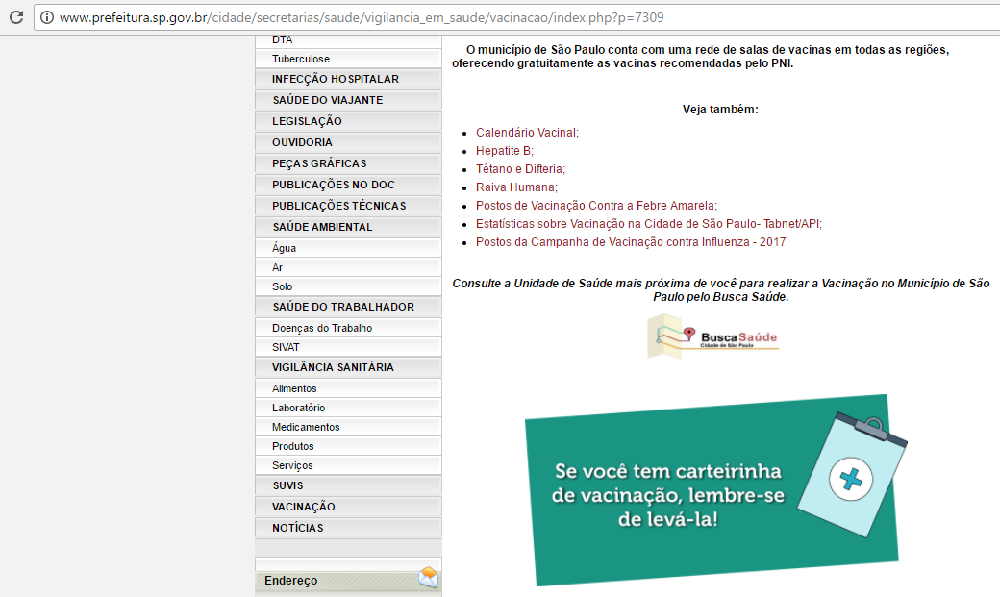 www.prefeitura.sp.gov.br/cidade/secretarias/saude/vigilancia_em_saude/vacinacao/index.php?p=7309
DTA
Tuberculose
INFECÇÃO HOSPITALAR
SAÚDE DO VIAJANTE
LEGISLAÇÃO
OUVIDORIA
PEÇAS GRÁFICAS
PUBLICAÇÕES NO DOC
PUBLICAÇÕES TÉCNICAS
SAÚDE AMBIENTAL
Água
Ar
Solo
SAÚDE DO TRABALHADOR
Doenças do Trabalho
SIVAT
VIGILÂNCIA SANITÁRIA
Alimentos
Laboratório
Medicamentos
Produtos
Serviços
SUVIS
VACINAÇÃO
NOTÍCIAS
Endereço
O município de São Paulo conta com uma rede de salas de vacinas em todas as regiões,
oferecendo gratuitamente as vacinas recomendadas pelo PNI.
Veja também:
Calendário Vacinal;
Hepatite B;
Tétano e Difteria;
Raiva Humana;
Postos de Vacinação Contra a Febre Amarela;
Estatísticas sobre Vacinação na Cidade de São Paulo- Tabnet/API;
Postos da Campanha de Vacinação contra Influenza - 2017
Consulte a Unidade de Saúde mais próxima de você para realizar a Vacinação no Município de São
Paulo pelo Busca Saúde.
BuscaSaúde
Cidade de São Paulo
Se você tem carteirinha
de vacinação, lembre-se
de levá-la!